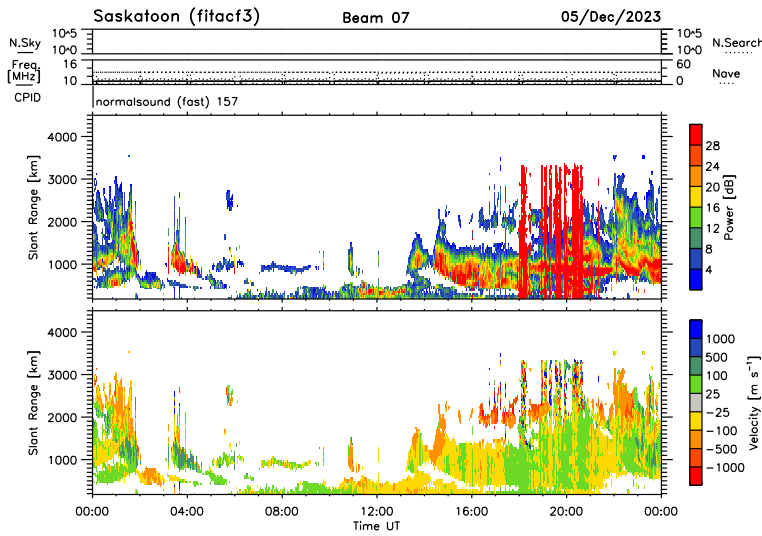 Saskatoon (fitacf3) Beam 07 05/Dec/2023
N.Sky 10^5 10^0 10^5 10^0 N.Search
Freq. [MHz] 16 10 60 0 Nave
CPID normalsound (fast) 157
Slant Range [km] 4000 3000 2000 1000
28 24 20 16 12 8 4 Power [dB]
Slant Range [km] 4000 3000 2000 1000
1000 500 100 25 −25 −100 −500 −1000 Velocity [m s⁻¹]
00:00 04:00 08:00 12:00 16:00 20:00 00:00
Time UT